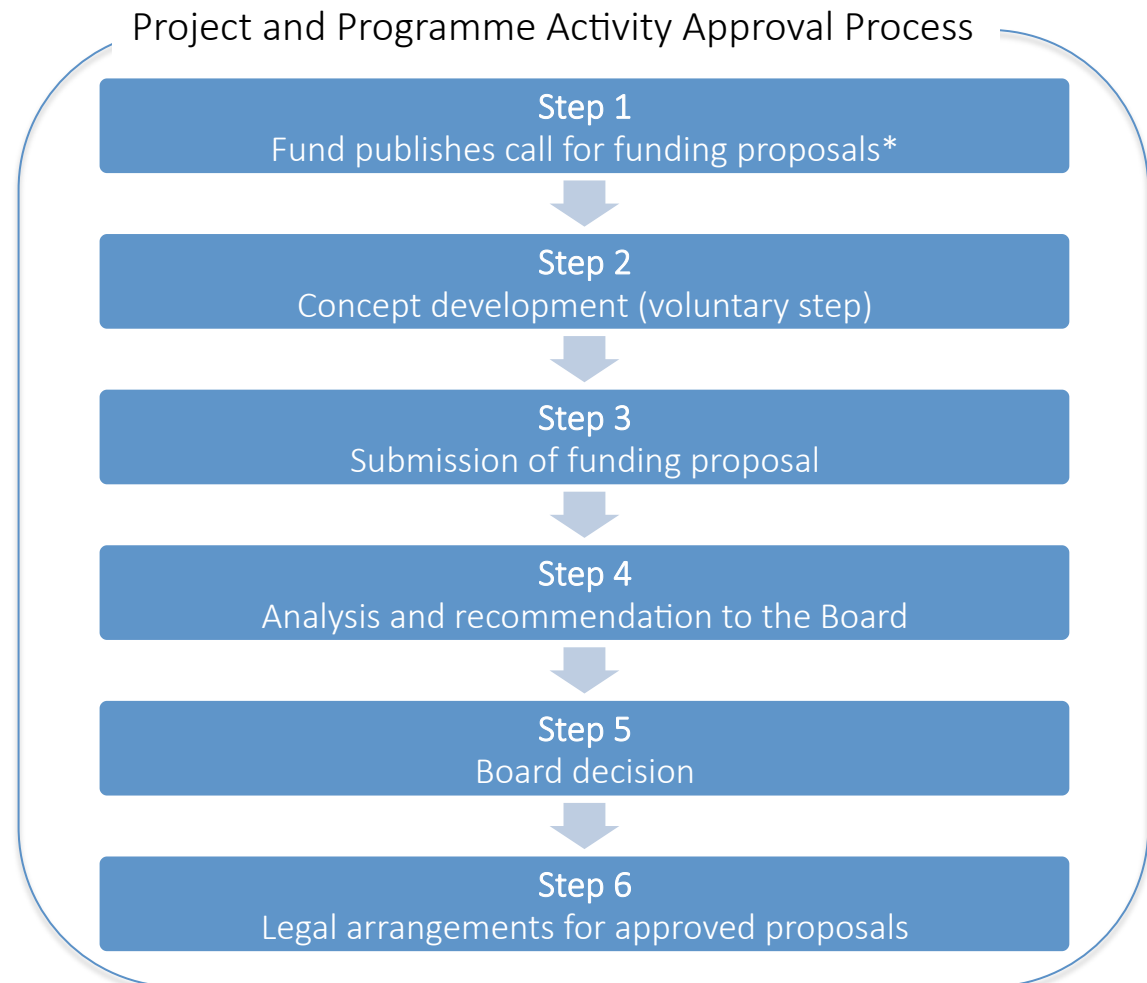 Project and Programme Activity Approval Process
Step 1
Fund publishes call for funding proposals*
Step 2
Concept development (voluntary step)
Step 3
Submission of funding proposal
Step 4
Analysis and recommendation to the Board
Step 5
Board decision
Step 6
Legal arrangements for approved proposals